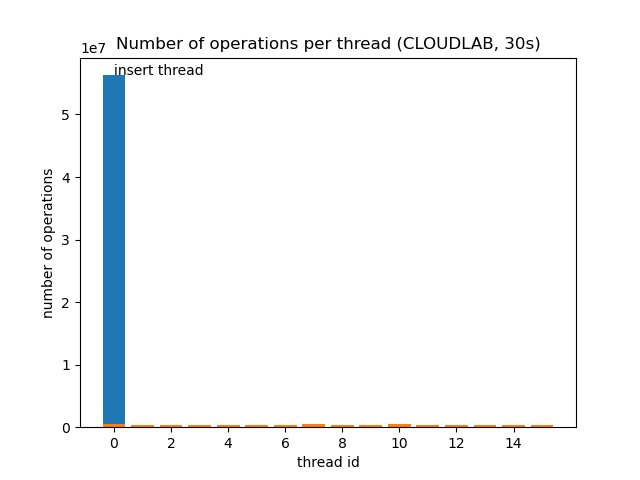 Number of operations per thread (CLOUDLAB, 30s)
1e7
insert thread
5
4
3
2
1
0
number of operations
0 2 4 6 8 10 12 14
thread id